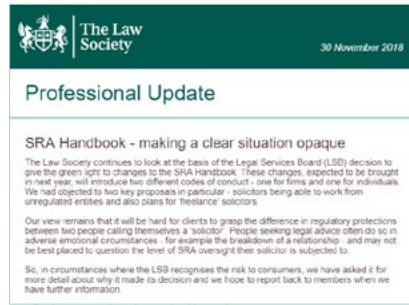 The Law
Society
30 November 2018
Professional Update
SRA Handbook - making a clear situation opaque
The Law Society continues to look at the basis of the Legal Services Board (LSB) decision to
give the green light to changes to the SRA Handbook. These changes, expected to be brought
in next year, will introduce two different codes of conduct - one for firms and one for individuals.
We had objected to two key proposals in particular - solicitors being able to work from
unregulated entities and also plans for 'freelance' solicitors.
Our view remains that it will be hard for clients to grasp the difference in regulatory protections
between two people calling themselves a 'solicitor'. People seeking legal advice often do so in
adverse emotional circumstances - for example the breakdown of a relationship - and may not
be best placed to question the level of SRA oversight their solicitor is subjected to.
So, in circumstances where the LSB recognises the risk to consumers, we have asked it for
more detail about why it made its decision and we hope to report back to members when we
have further information.